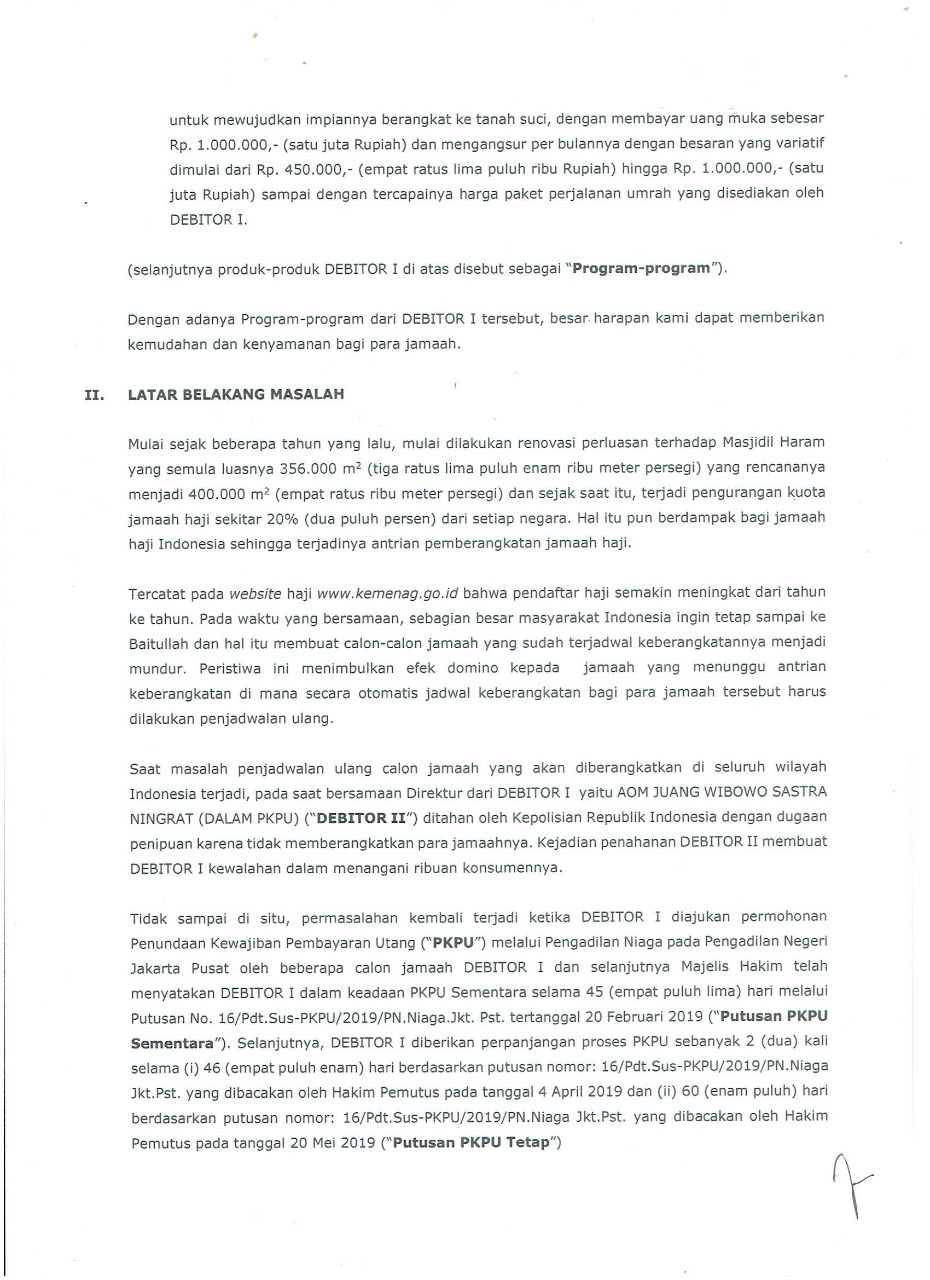 untuk mewujudkan impiannya berangkat ke tanah suci, dengan membayar uang muka sebesar
Rp. 1.000.000,- (satu juta Rupiah) dan mengangsur per bulannya dengan besaran yang variatif
dimulai dari Rp. 450.000,- (empat ratus lima puluh ribu Rupiah) hingga Rp. 1.000.000,- (satu
juta Rupiah) sampai dengan tercapainya harga paket perjalanan umrah yang disediakan oleh
DEBITOR I.
(selanjutnya produk-produk DEBITOR I di atas disebut sebagai “Program-program”).
Dengan adanya Program-program dari DEBITOR I tersebut, besar harapan kami dapat memberikan
kemudahan dan kenyamanan bagi para jamaah.
II. LATAR BELAKANG MASALAH
Mulai sejak beberapa tahun yang lalu, mulai dilakukan renovasi perluasan terhadap Masjidil Haram
yang semula luasnya 356.000 m² (tiga ratus lima puluh enam ribu meter persegi) yang rencananya
menjadi 400.000 m² (empat ratus ribu meter persegi) dan sejak saat itu, terjadi pengurangan kuota
jamaah haji sekitar 20% (dua puluh persen) dari setiap negara. Hal itu pun berdampak bagi jamaah
haji Indonesia sehingga terjadinya antrian pemberangkatan jamaah haji.
Tercatat pada website haji www.kemenag.go.id bahwa pendaftar haji semakin meningkat dari tahun
ke tahun. Pada waktu yang bersamaan, sebagian besar masyarakat Indonesia ingin tetap sampai ke
Baitullah dan hal itu membuat calon-calon jamaah yang sudah terjadwal keberangkatannya menjadi
mundur. Peristiwa ini menimbulkan efek domino kepada jamaah yang menunggu antrian
keberangkatan di mana secara otomatis jadwal keberangkatan bagi para jamaah tersebut harus
dilakukan penjadwalan ulang.
Saat masalah penjadwalan ulang calon jamaah yang akan diberangkatkan di seluruh wilayah
Indonesia terjadi, pada saat bersamaan Direktur dari DEBITOR I yaitu AOM JUANG WIBOWO SASTRA
NINGRAT (DALAM PKPU) (“DEBITOR II”) ditahan oleh Kepolisian Republik Indonesia dengan dugaan
penipuan karena tidak memberangkatkan para jamaahnya. Kejadian penahanan DEBITOR II membuat
DEBITOR I kewalahan dalam menangani ribuan konsumennya.
Tidak sampai di situ, permasalahan kembali terjadi ketika DEBITOR I diajukan permohonan
Penundaan Kewajiban Pembayaran Utang (“PKPU”) melalui Pengadilan Niaga pada Pengadilan Negeri
Jakarta Pusat oleh beberapa calon jamaah DEBITOR I dan selanjutnya Majelis Hakim telah
menyatakan DEBITOR I dalam keadaan PKPU Sementara selama 45 (empat puluh lima) hari melalui
Putusan No. 16/Pdt.Sus-PKPU/2019/PN.Niaga.Jkt. Pst. tertanggal 20 Februari 2019 (“Putusan PKPU
Sementara”). Selanjutnya, DEBITOR I diberikan perpanjangan proses PKPU sebanyak 2 (dua) kali
selama (i) 46 (empat puluh enam) hari berdasarkan putusan nomor: 16/Pdt.Sus-PKPU/2019/PN.Niaga
Jkt.Pst. yang dibacakan oleh Hakim Pemutus pada tanggal 4 April 2019 dan (ii) 60 (enam puluh) hari
berdasarkan putusan nomor: 16/Pdt.Sus-PKPU/2019/PN.Niaga Jkt.Pst. yang dibacakan oleh Hakim
Pemutus pada tanggal 20 Mei 2019 (“Putusan PKPU Tetap”)